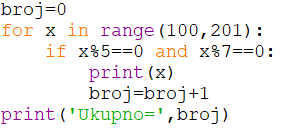 broj=0
for x in range(100,201):
    if x%5==0 and x%7==0:
        print(x)
        broj=broj+1
print('Ukupno=',broj)